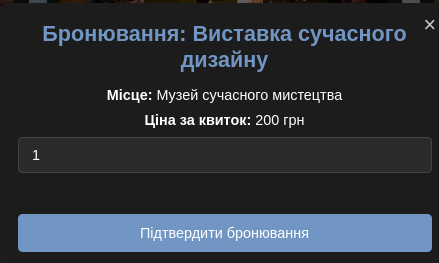 Бронювання: Виставка сучасного
дизайну
×
Місце: Музей сучасного мистецтва
Ціна за квиток: 200 грн
1
Підтвердити бронювання